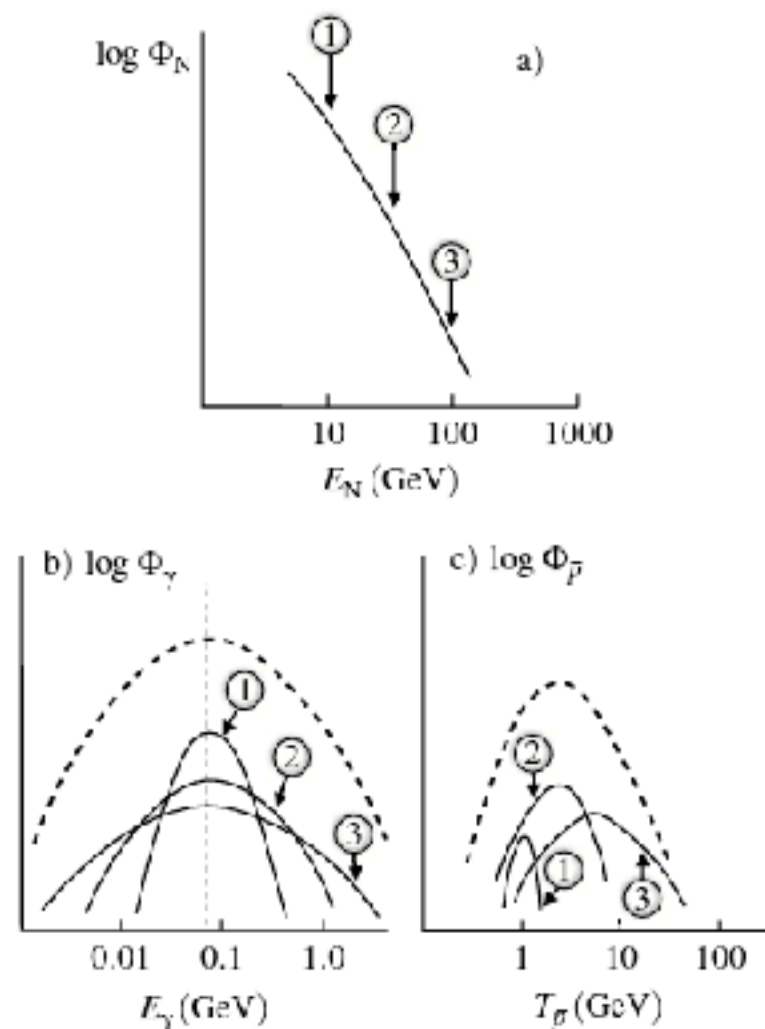 ①
log Φ_N a)
②
③
10 100 1000
E_N (GeV)
b) log Φ_γ c) log Φ_p̄
①
②
②
③
①
③
0.01 0.1 1.0 1 10 100
E_γ (GeV) T_p̄ (GeV)